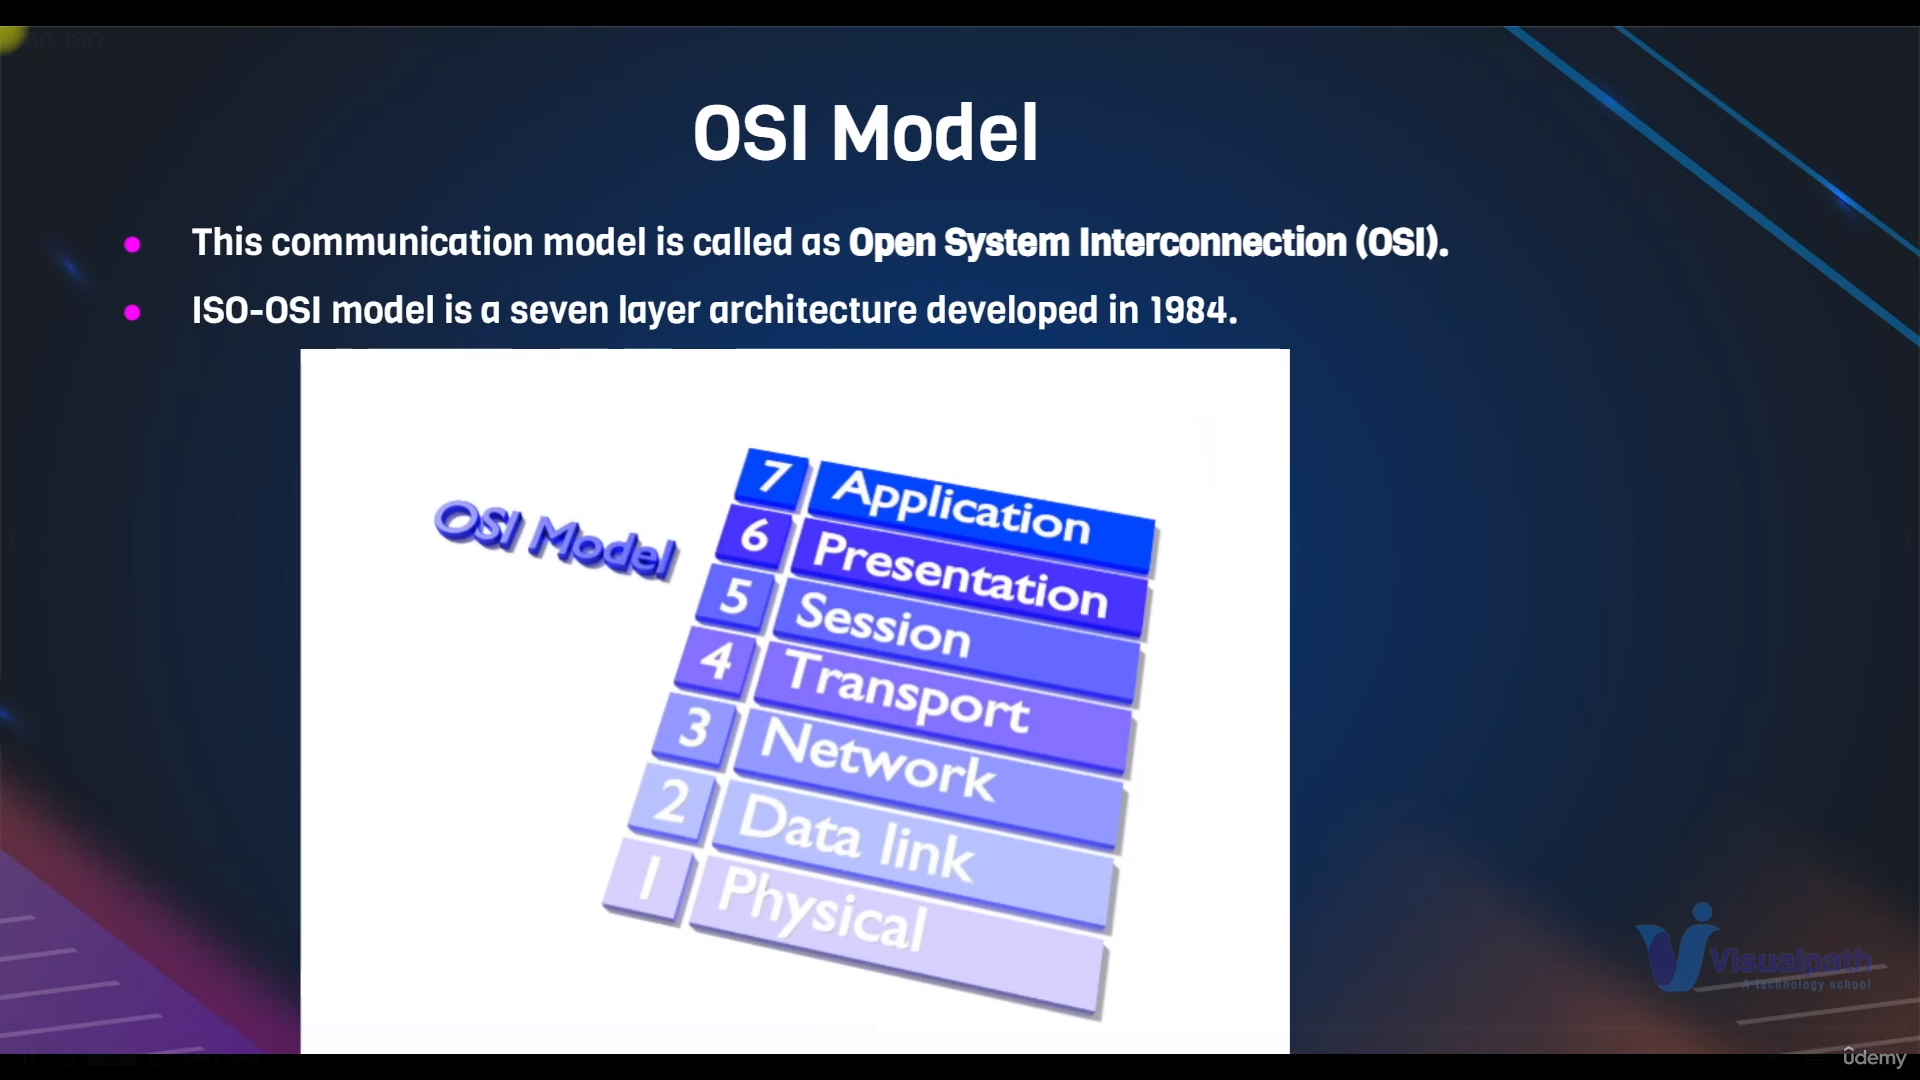 OSI Model
This communication model is called as Open System Interconnection (OSI).
ISO-OSI model is a seven layer architecture developed in 1984.
OSI Model
7 Application
6 Presentation
5 Session
4 Transport
3 Network
2 Data link
1 Physical
Visualpath
A technology school
ûdemy